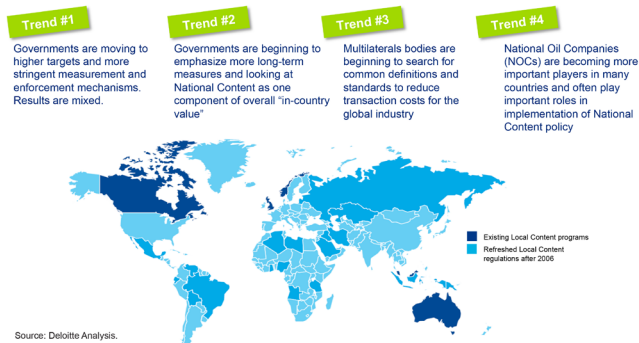 Trend #1
Governments are moving to
higher targets and more
stringent measurement and
enforcement mechanisms.
Results are mixed.
Trend #2
Governments are beginning to
emphasize more long-term
measures and looking at
National Content as one
component of overall “in-country
value”
Trend #3
Multilaterals bodies are
beginning to search for
common definitions and
standards to reduce
transaction costs for the
global industry
Trend #4
National Oil Companies
(NOCs) are becoming more
important players in many
countries and often play
important roles in
implementation of National
Content policy
Existing Local Content programs
Refreshed Local Content
regulations after 2006
Source: Deloitte Analysis.